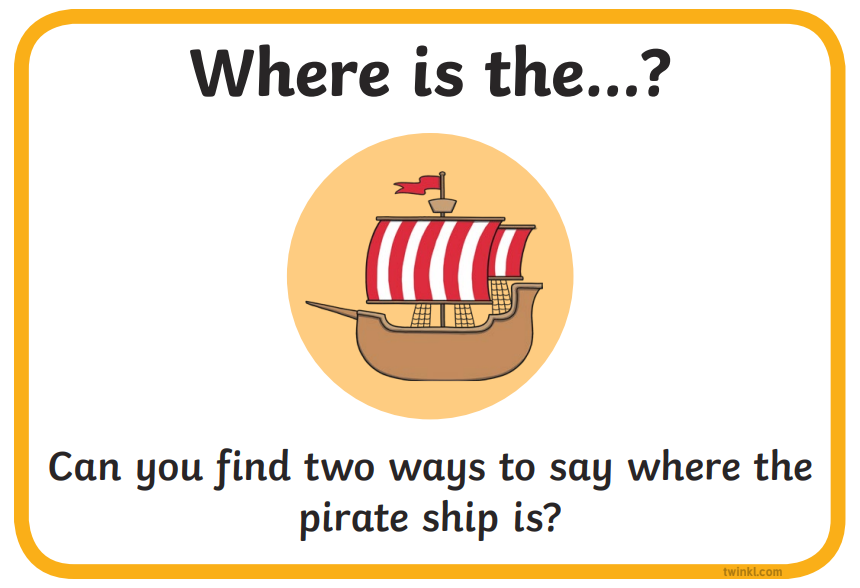 Where is the...?
Can you find two ways to say where the
pirate ship is?
twinkl.com